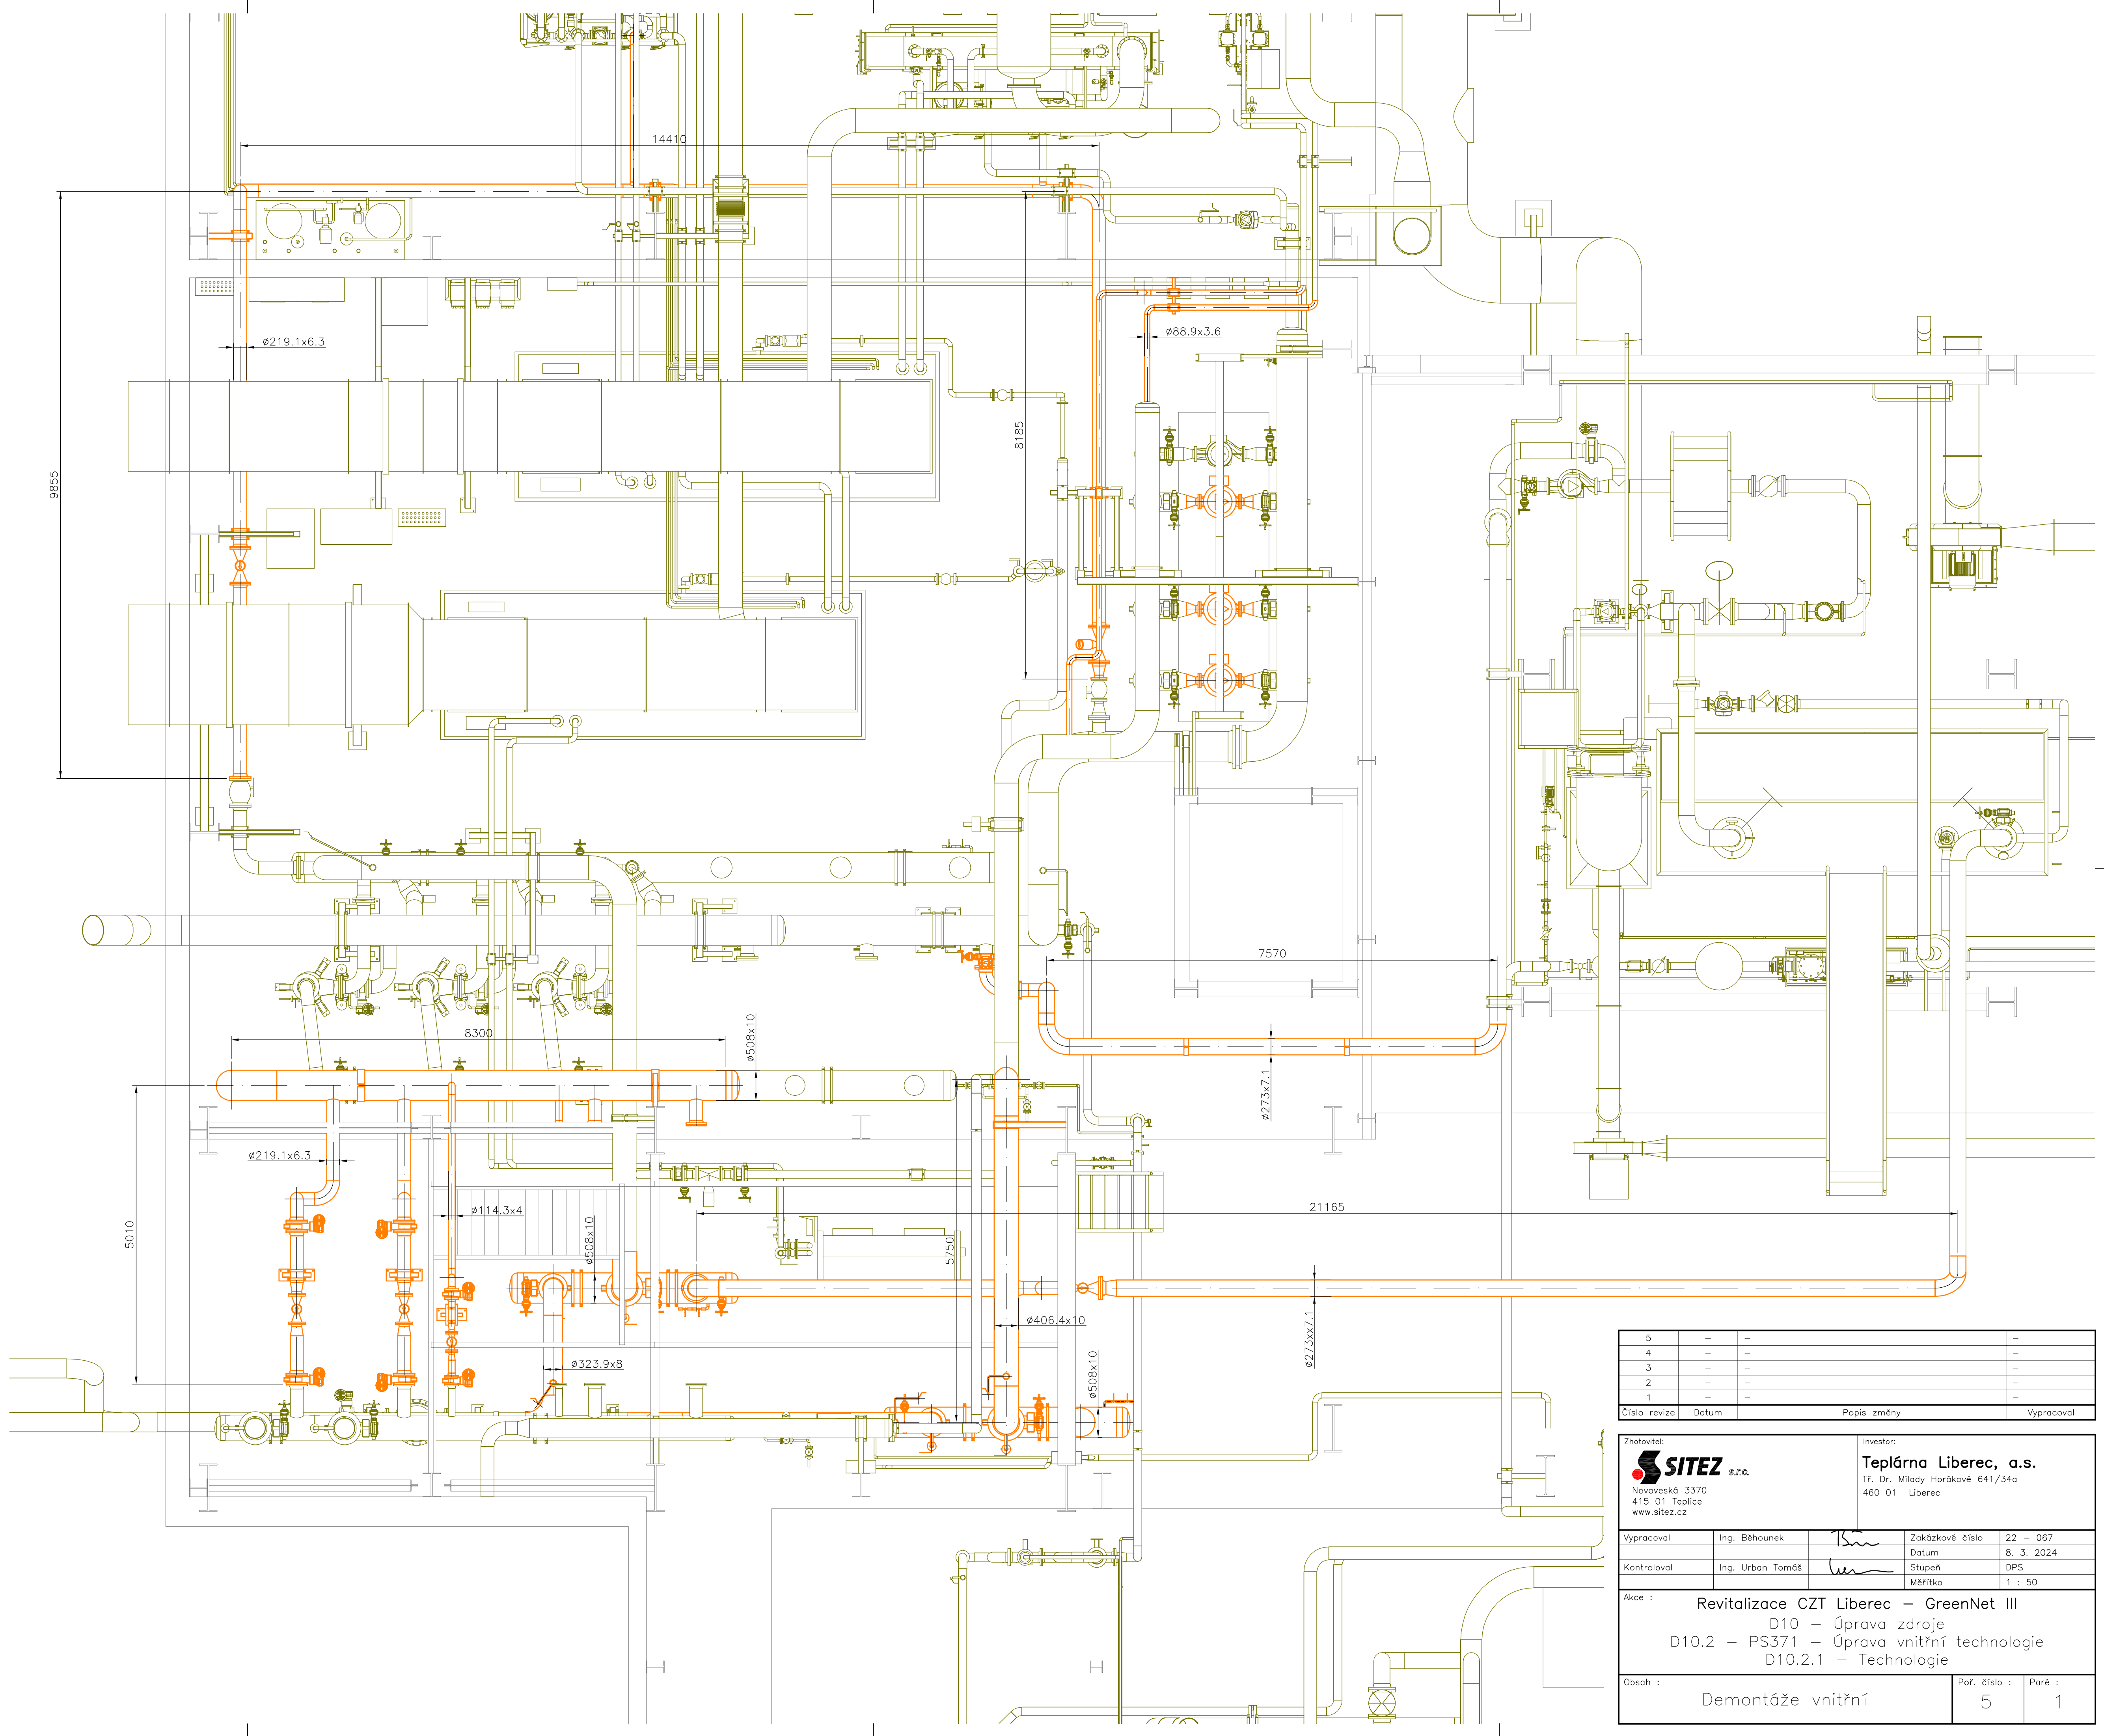 14410
9855
8185
ø219.1x6.3
ø88.9x3.6
7570
8300
ø508x10
ø273x7.1
5010
ø219.1x6.3
ø114.3x4
ø508x10
5750
21165
ø406.4x10
ø323.9x8
ø508x10
ø273xx7.1
5 – – –
4 – – –
3 – – –
2 – – –
1 – – –
Číslo revize Datum Popis změny Vypracoval
Zhotovitel:
SITEZ s.r.o.
Novoveská 3370
415 01 Teplice
www.sitez.cz
Investor:
Teplárna Liberec, a.s.
Tř. Dr. Milady Horákové 641/34a
460 01 Liberec
Vypracoval Ing. Běhounek Zakázkové číslo 22 – 067
Datum 8. 3. 2024
Kontroloval Ing. Urban Tomáš Stupeň DPS
Měřítko 1 : 50
Akce :
Revitalizace CZT Liberec – GreenNet III
D10 – Úprava zdroje
D10.2 – PS371 – Úprava vnitřní technologie
D10.2.1 – Technologie
Obsah :
Demontáže vnitřní
Poř. číslo :
5
Paré :
1